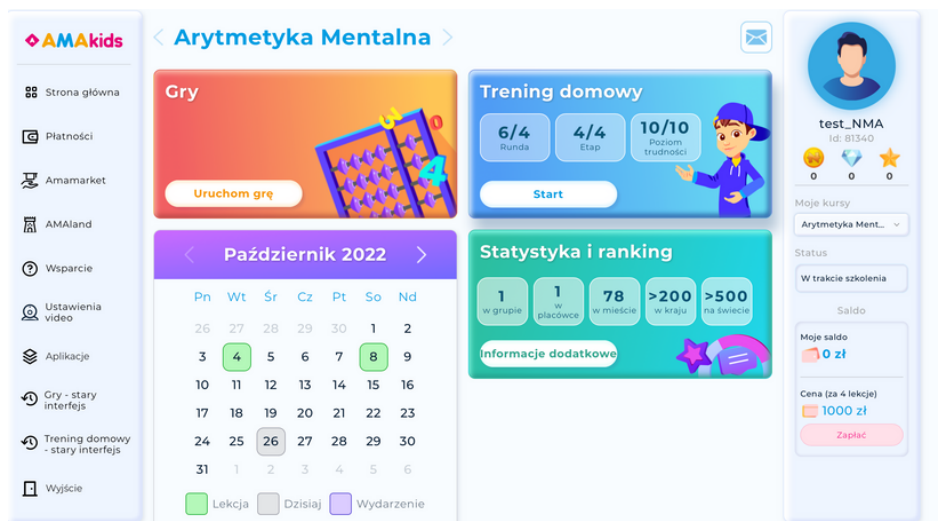 AMAkids
Strona główna
Płatności
Amamarket
AMAland
Wsparcie
Ustawienia
video
Aplikacje
Gry - stary
interfejs
Trening domowy
- stary interfejs
Wyjście
Arytmetyka Mentalna
Gry
3
0
4
Uruchom grę
Trening domowy
6/4
Runda
4/4
Etap
10/10
Poziom
trudności
Start
Październik 2022
Pn Wt Śr Cz Pt So Nd
26 27 28 29 30 1 2
3 4 5 6 7 8 9
10 11 12 13 14 15 16
17 18 19 20 21 22 23
24 25 26 27 28 29 30
31 1 2 3 4 5 6
Lekcja Dzisiaj Wydarzenie
Statystyka i ranking
1
w grupie
1
w
placówce
78
w mieście
>200
w kraju
>500
na świecie
Informacje dodatkowe
test_NMA
Id: 81340
0 0 0
Moje kursy
Arytmetyka Ment...
Status
W trakcie szkolenia
Saldo
Moje saldo
0 zł
Cena (za 4 lekcje)
1000 zł
Zapłać